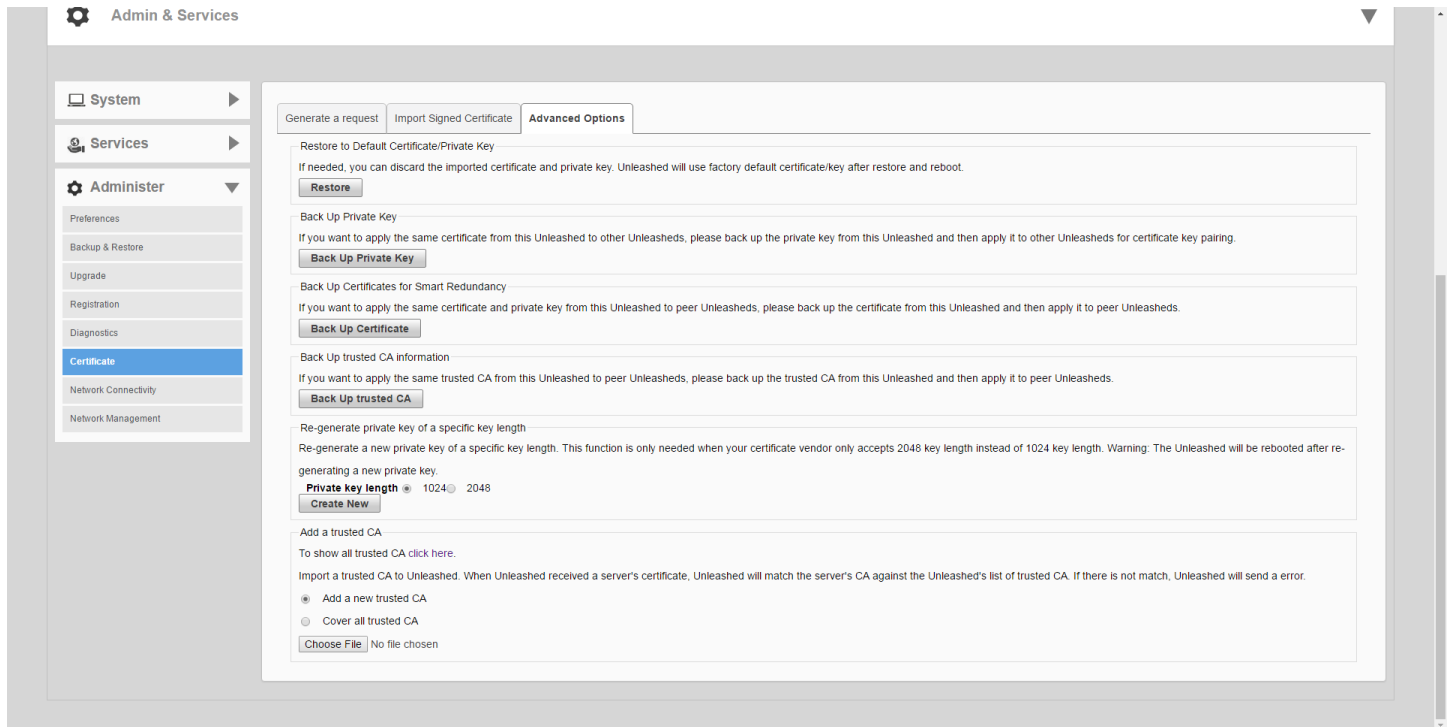 Admin & Services
System
Services
Administer
Preferences
Backup & Restore
Upgrade
Registration
Diagnostics
Certificate
Network Connectivity
Network Management
Generate a request
Import Signed Certificate
Advanced Options
Restore to Default Certificate/Private Key
If needed, you can discard the imported certificate and private key. Unleashed will use factory default certificate/key after restore and reboot.
Restore
Back Up Private Key
If you want to apply the same certificate from this Unleashed to other Unleasheds, please back up the private key from this Unleashed and then apply it to other Unleasheds for certificate key pairing.
Back Up Private Key
Back Up Certificates for Smart Redundancy
If you want to apply the same certificate and private key from this Unleashed to peer Unleasheds, please back up the certificate from this Unleashed and then apply it to peer Unleasheds.
Back Up Certificate
Back Up trusted CA information
If you want to apply the same trusted CA from this Unleashed to peer Unleasheds, please back up the trusted CA from this Unleashed and then apply it to peer Unleasheds.
Back Up trusted CA
Re-generate private key of a specific key length
Re-generate a new private key of a specific key length. This function is only needed when your certificate vendor only accepts 2048 key length instead of 1024 key length. Warning: The Unleashed will be rebooted after re-
generating a new private key.
Private key length 1024 2048
Create New
Add a trusted CA
To show all trusted CA click here.
Import a trusted CA to Unleashed. When Unleashed received a server's certificate, Unleashed will match the server's CA against the Unleashed's list of trusted CA. If there is not match, Unleashed will send a error.
Add a new trusted CA
Cover all trusted CA
Choose File No file chosen